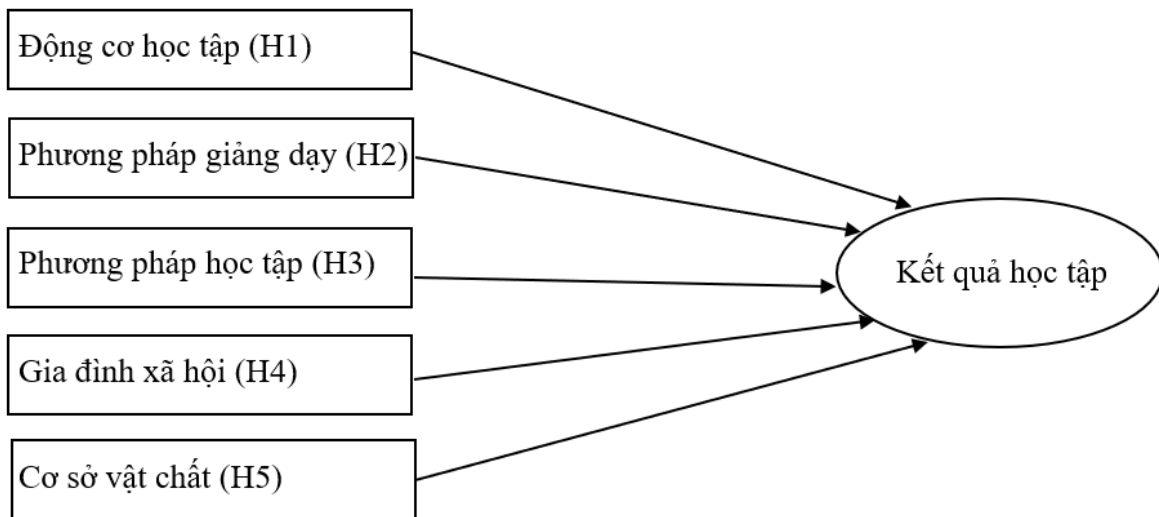 Động cơ học tập (H1)
Phương pháp giảng dạy (H2)
Phương pháp học tập (H3)
Gia đình xã hội (H4)
Cơ sở vật chất (H5)
Kết quả học tập